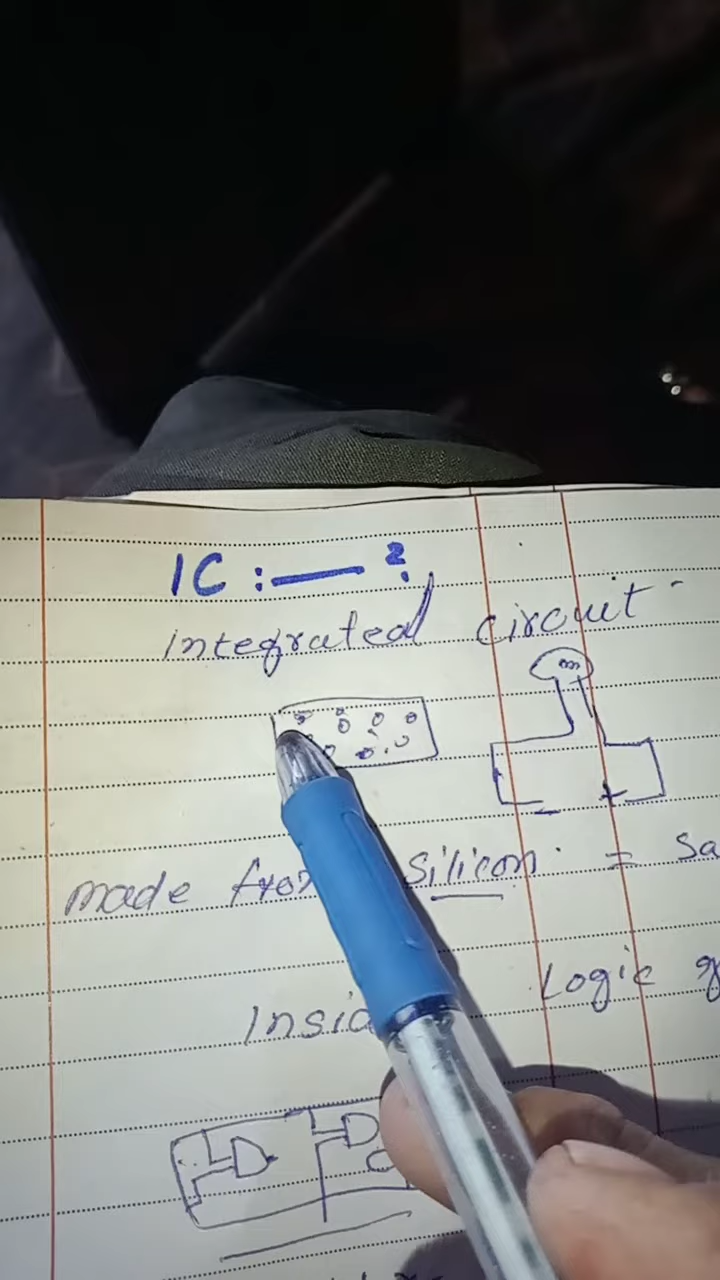 IC :— ?
integrated circuit
made from silicon = Sa
Insid Logic g